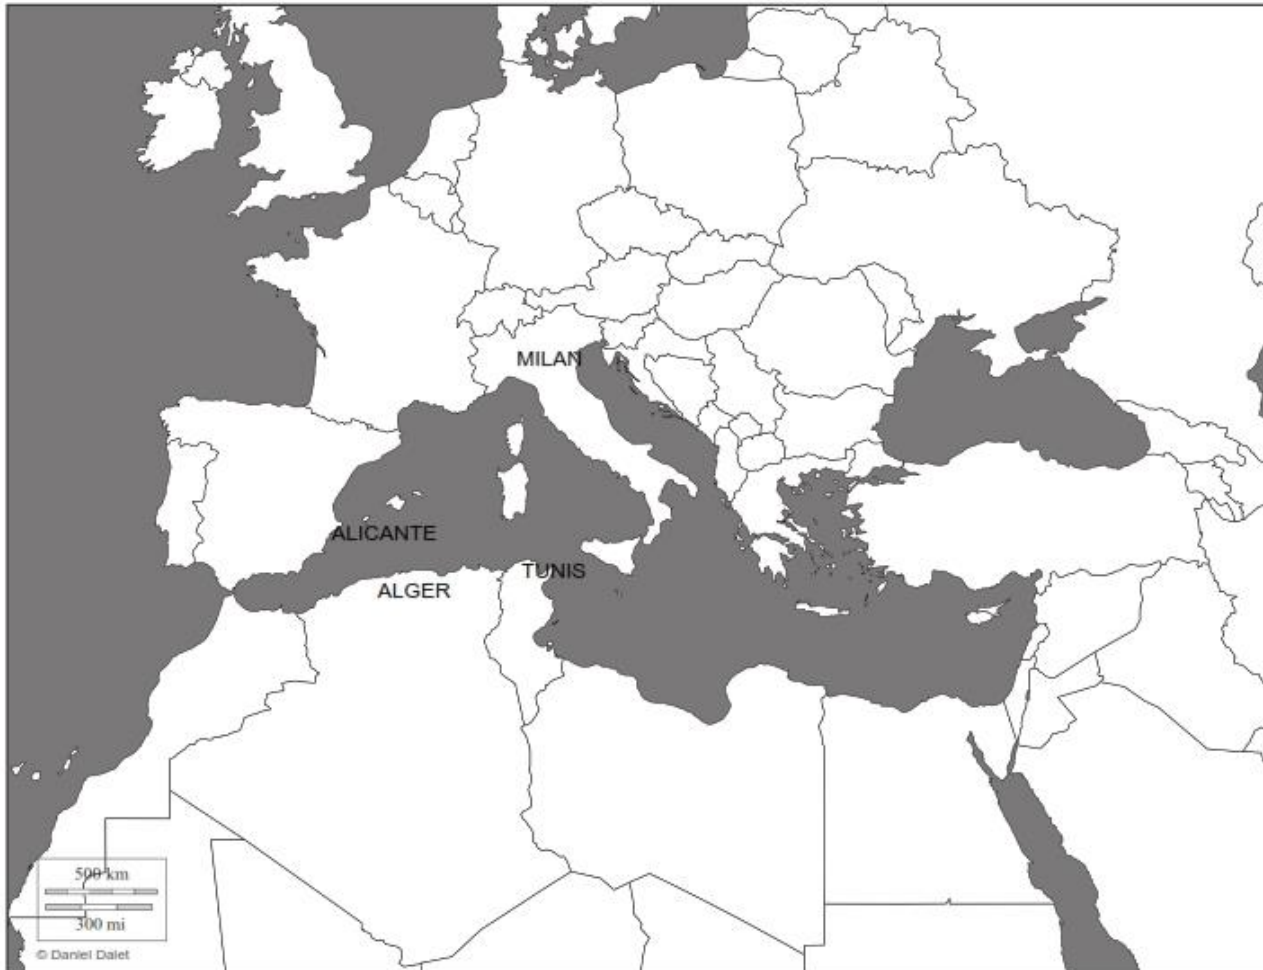 MILAN
ALICANTE
TUNIS
ALGER
500 km
300 mi
© Daniel Dalet